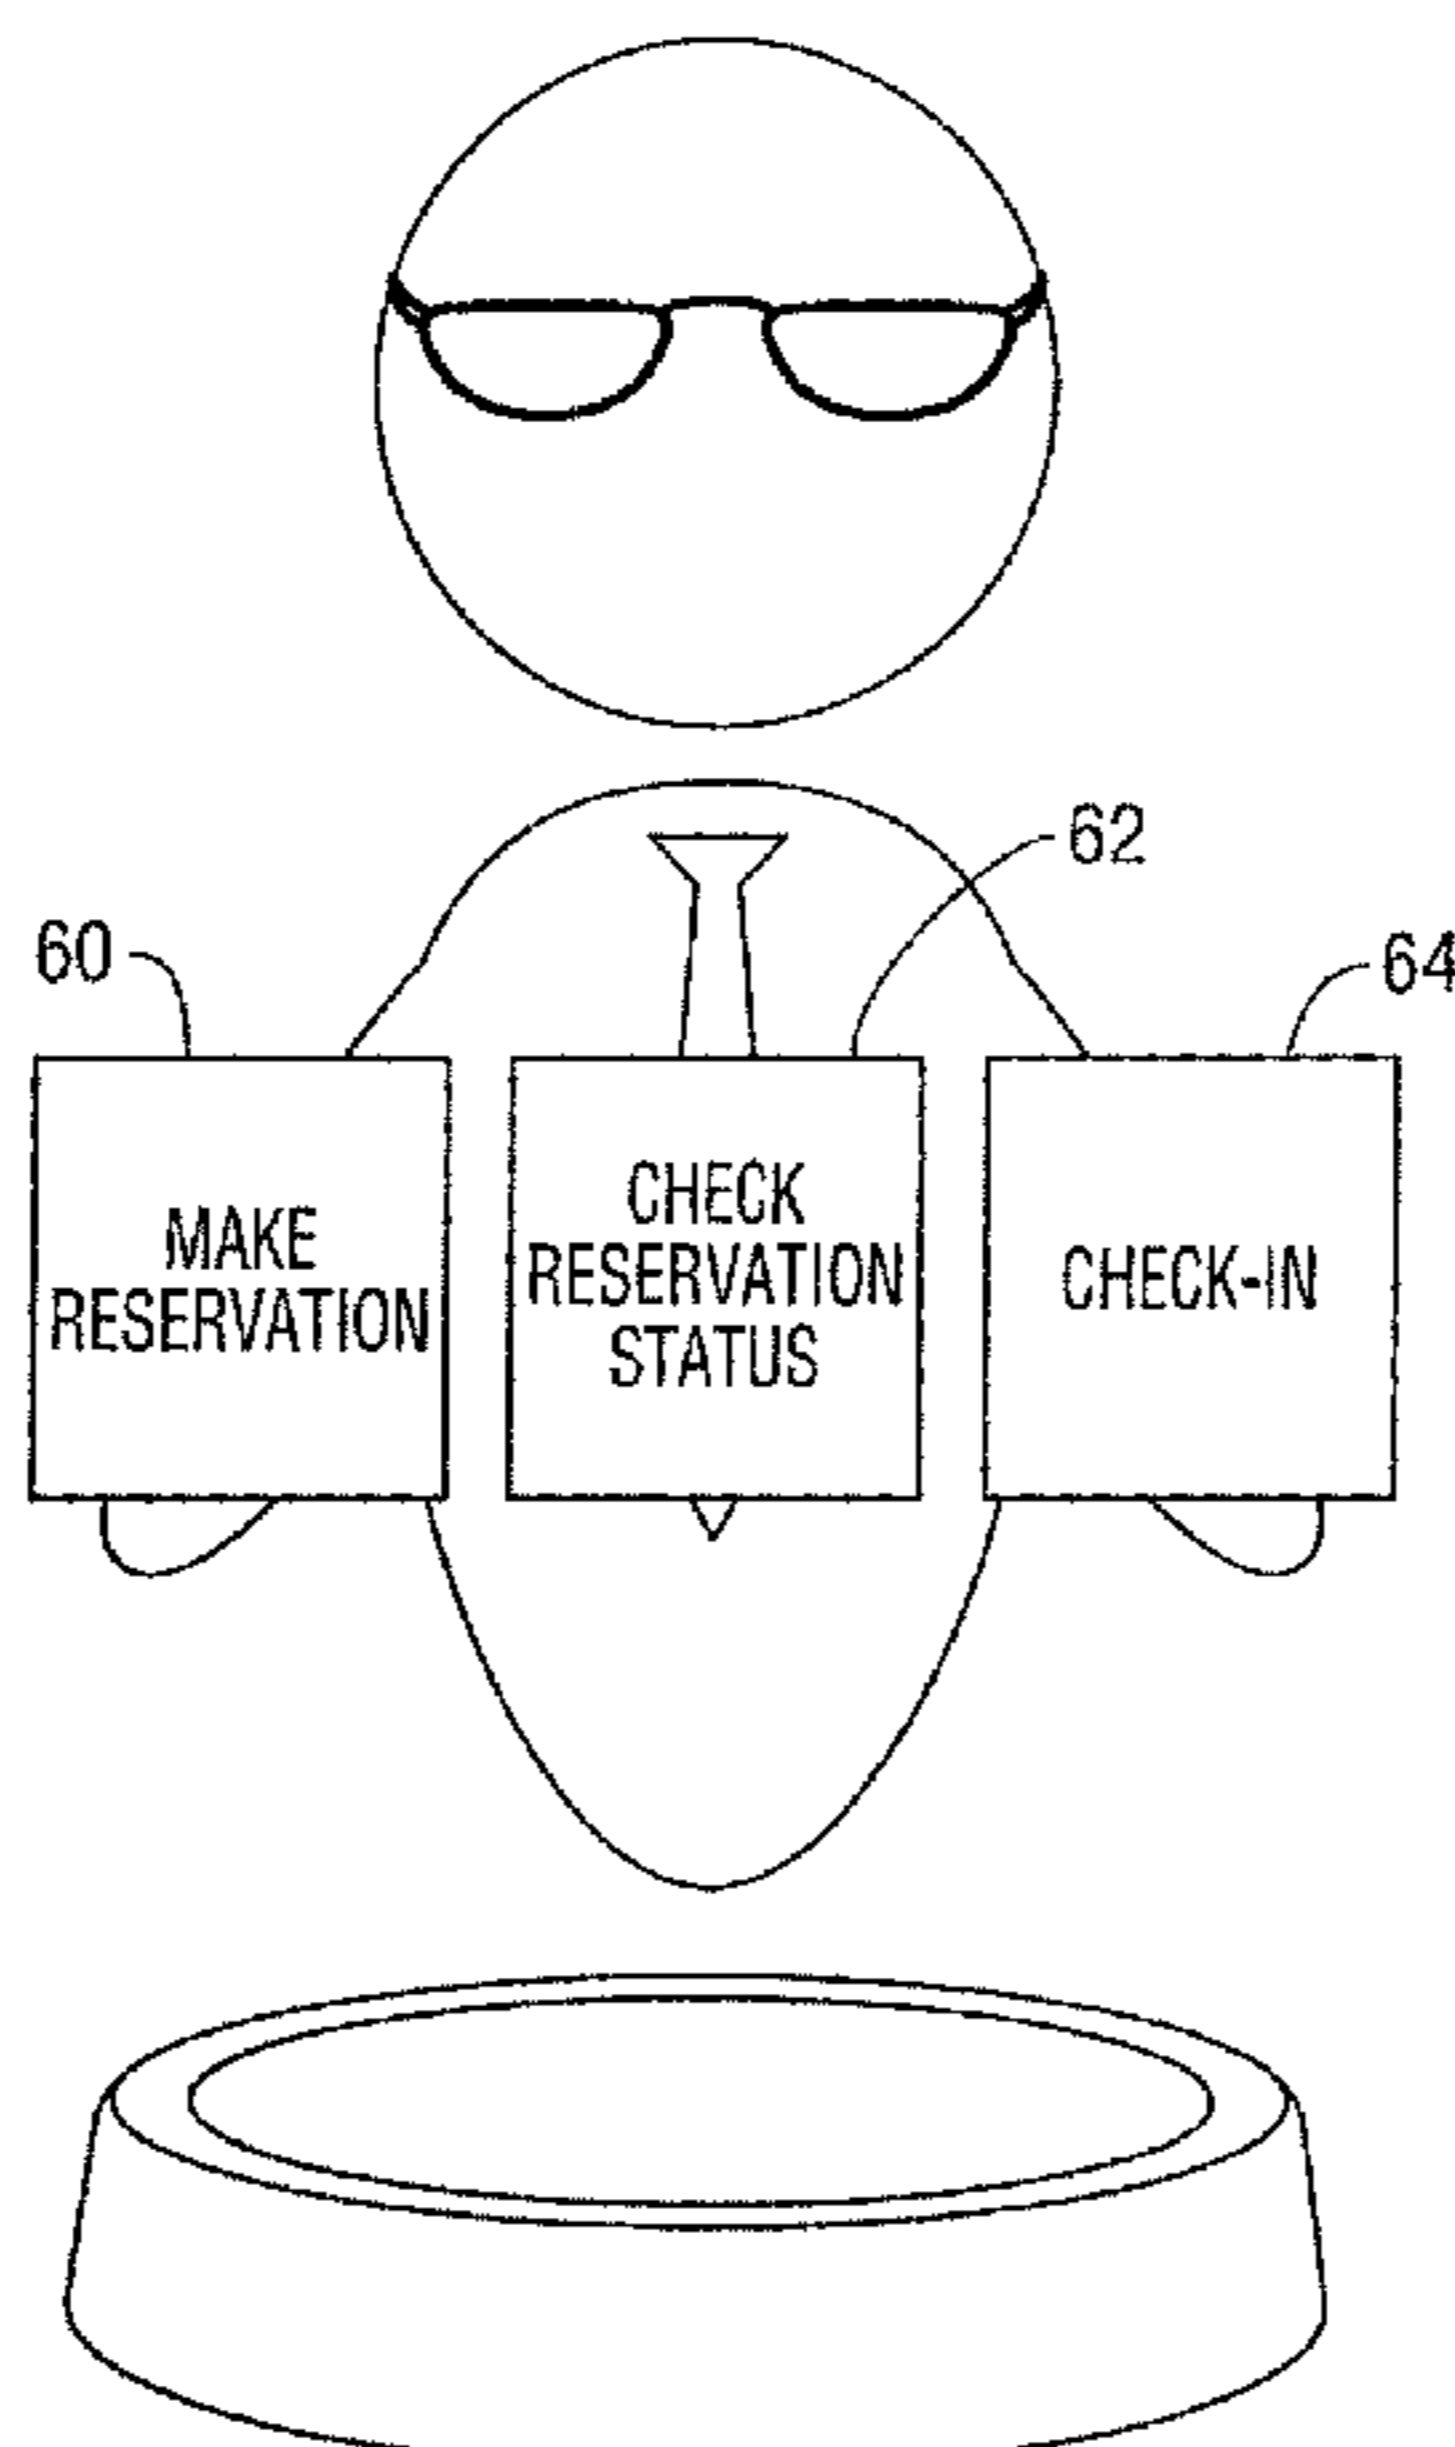 62
60
64
MAKE
RESERVATION
CHECK
RESERVATION
STATUS
CHECK-IN